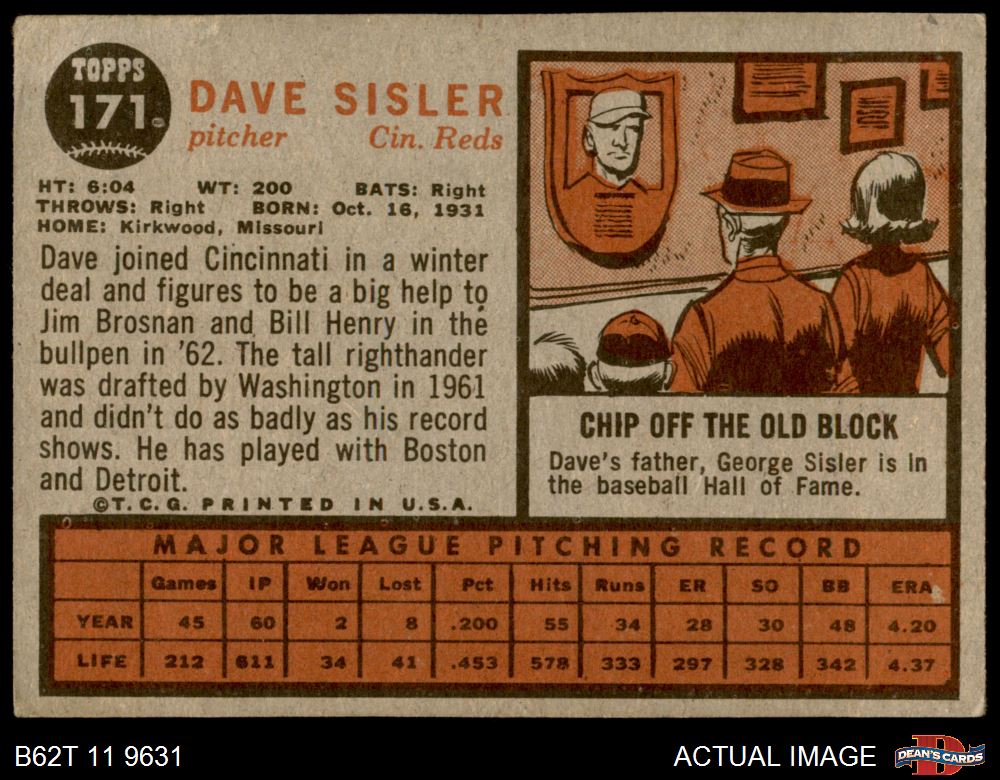 TOPPS
171
DAVE SISLER
pitcher Cin. Reds
HT: 6:04 WT: 200 BATS: Right
THROWS: Right BORN: Oct. 16, 1931
HOME: Kirkwood, Missouri
Dave joined Cincinnati in a winter
deal and figures to be a big help to
Jim Brosnan and Bill Henry in the
bullpen in '62. The tall righthander
was drafted by Washington in 1961
and didn't do as badly as his record
shows. He has played with Boston
and Detroit.
©T.C.G. PRINTED IN U.S.A.
CHIP OFF THE OLD BLOCK
Dave's father, George Sisler is in
the baseball Hall of Fame.
MAJOR LEAGUE PITCHING RECORD
Games IP Won Lost Pct Hits Runs ER SO BB ERA
YEAR 45 60 2 8 .200 55 34 28 30 48 4.20
LIFE 212 611 34 41 .453 578 333 297 328 342 4.37
B62T 11 9631 ACTUAL IMAGE D DEAN'S CARDS